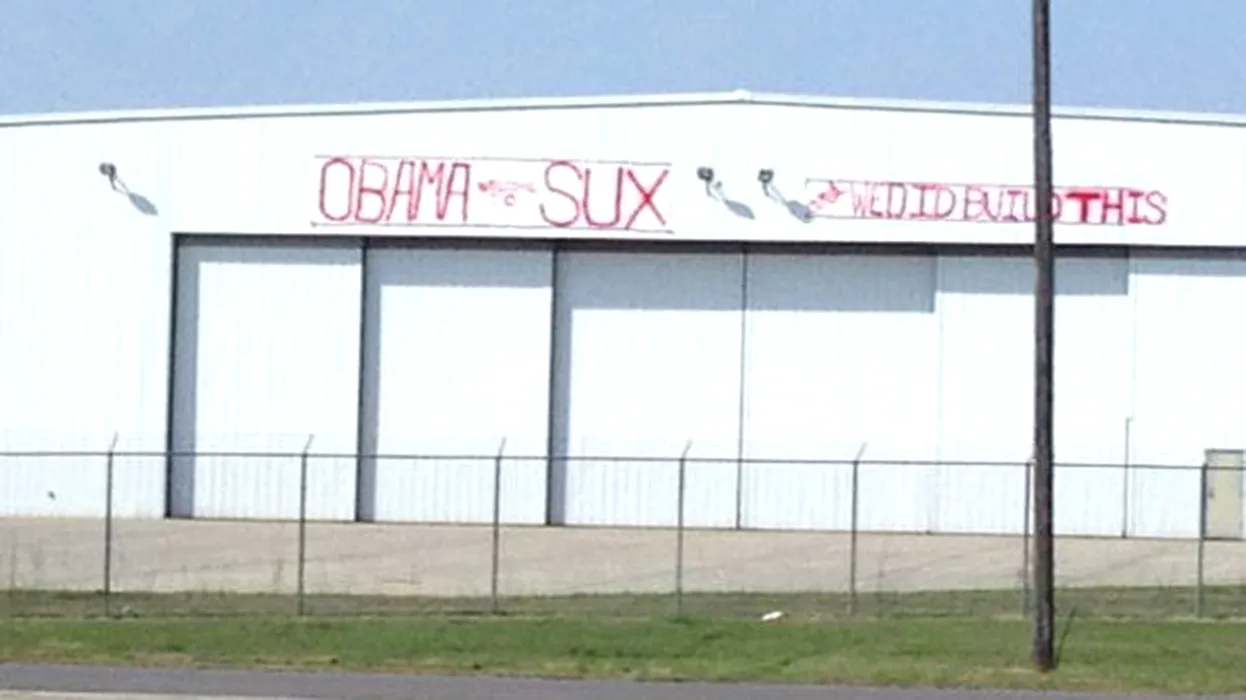 OBAMA SUX
WE DID BUILD THIS